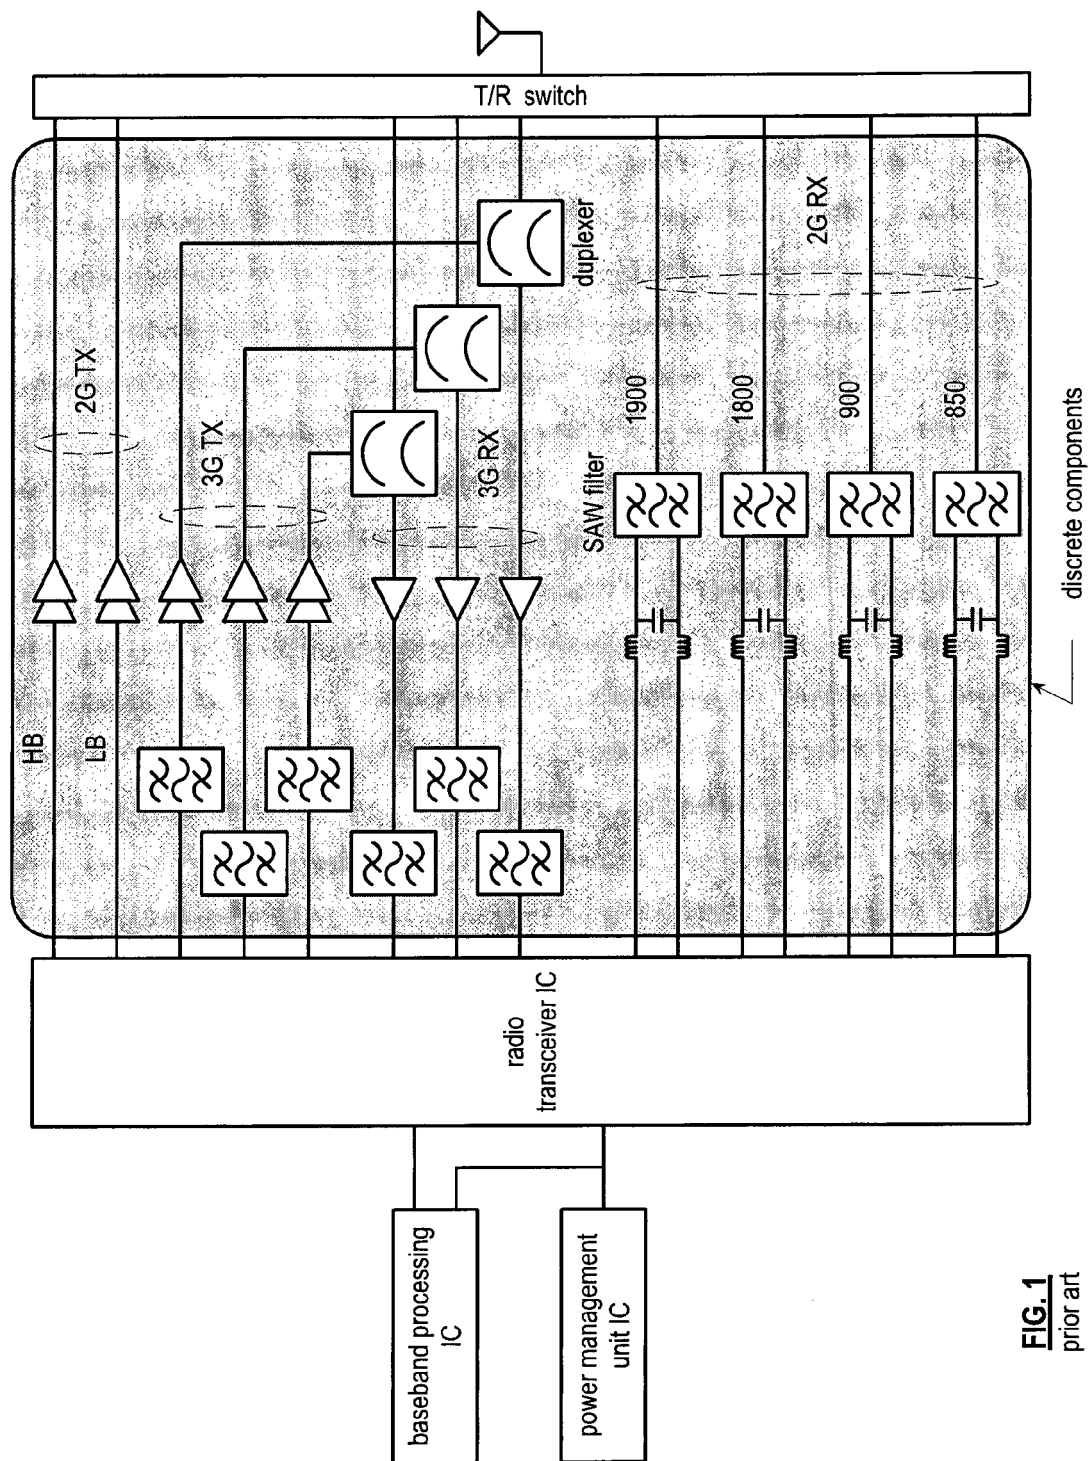 T/R switch
HB
LB
2G TX
3G TX
3G RX
duplexer
SAW filter
1900
1800
900
850
2G RX
radio
transceiver IC
baseband processing
IC
power management
unit IC
discrete components
FIG. 1
prior art